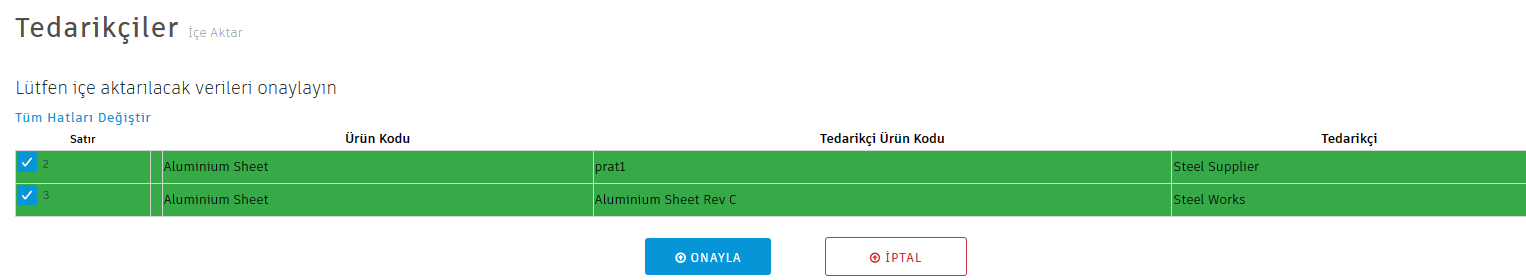 Tedarikçiler İçe Aktar
Lütfen içe aktarılacak verileri onaylayın
Tüm Hatları Değiştir
Satır Ürün Kodu Tedarikçi Ürün Kodu Tedarikçi
2 Aluminium Sheet prat1 Steel Supplier
3 Aluminium Sheet Aluminium Sheet Rev C Steel Works
ONAYLA İPTAL